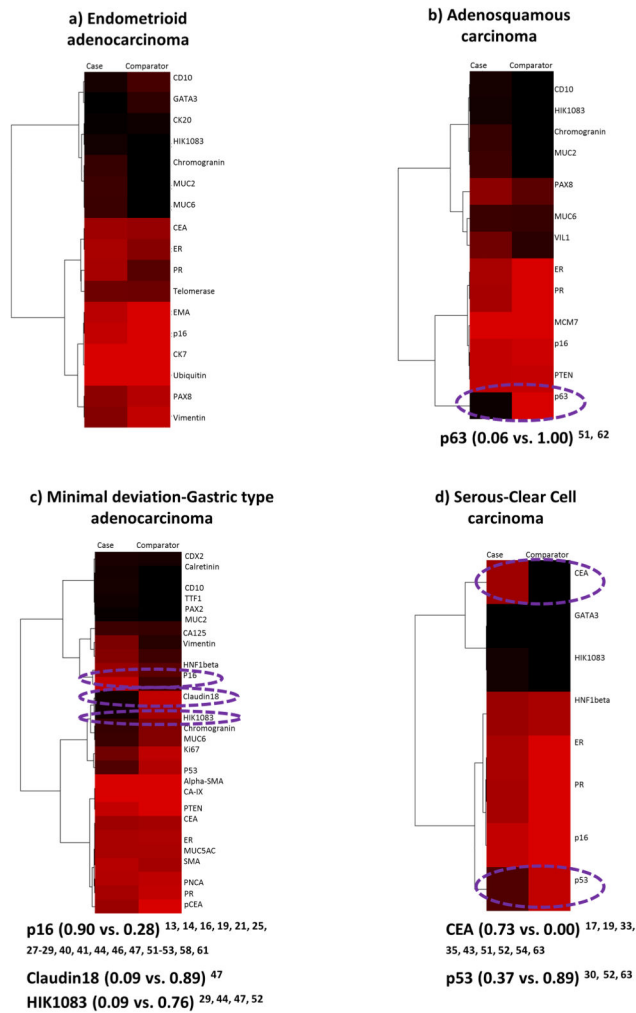 a) Endometrioid
adenocarcinoma
Case Comparator
CD10
GATA3
CK20
HIK1083
Chromogranin
MUC2
MUC6
CEA
ER
PR
Telomerase
EMA
p16
CK7
Ubiquitin
PAX8
Vimentin
b) Adenosquamous
carcinoma
Case Comparator
CD10
HIK1083
Chromogranin
MUC2
PAX8
MUC6
VIL1
ER
PR
MCM7
p16
PTEN
p63
p63 (0.06 vs. 1.00) 51, 62
c) Minimal deviation-Gastric type
adenocarcinoma
Case Comparator
CDX2
Calretinin
CD10
TTF1
PAX2
MUC2
CA125
Vimentin
HNF1beta
P16
Claudin18
HIK1083
Chromogranin
MUC6
Ki67
P53
Alpha-SMA
CA-IX
PTEN
CEA
ER
MUC5AC
SMA
PNCA
PR
pCEA
p16 (0.90 vs. 0.28) 13, 14, 16, 19, 21, 25,
27-29, 40, 41, 44, 46, 47, 51-53, 58, 61
Claudin18 (0.09 vs. 0.89) 47
HIK1083 (0.09 vs. 0.76) 29, 44, 47, 52
d) Serous-Clear Cell
carcinoma
Case Comparator
CEA
GATA3
HIK1083
HNF1beta
ER
PR
p16
p53
CEA (0.73 vs. 0.00) 17, 19, 33,
35, 43, 51, 52, 54, 63
p53 (0.37 vs. 0.89) 30, 52, 63